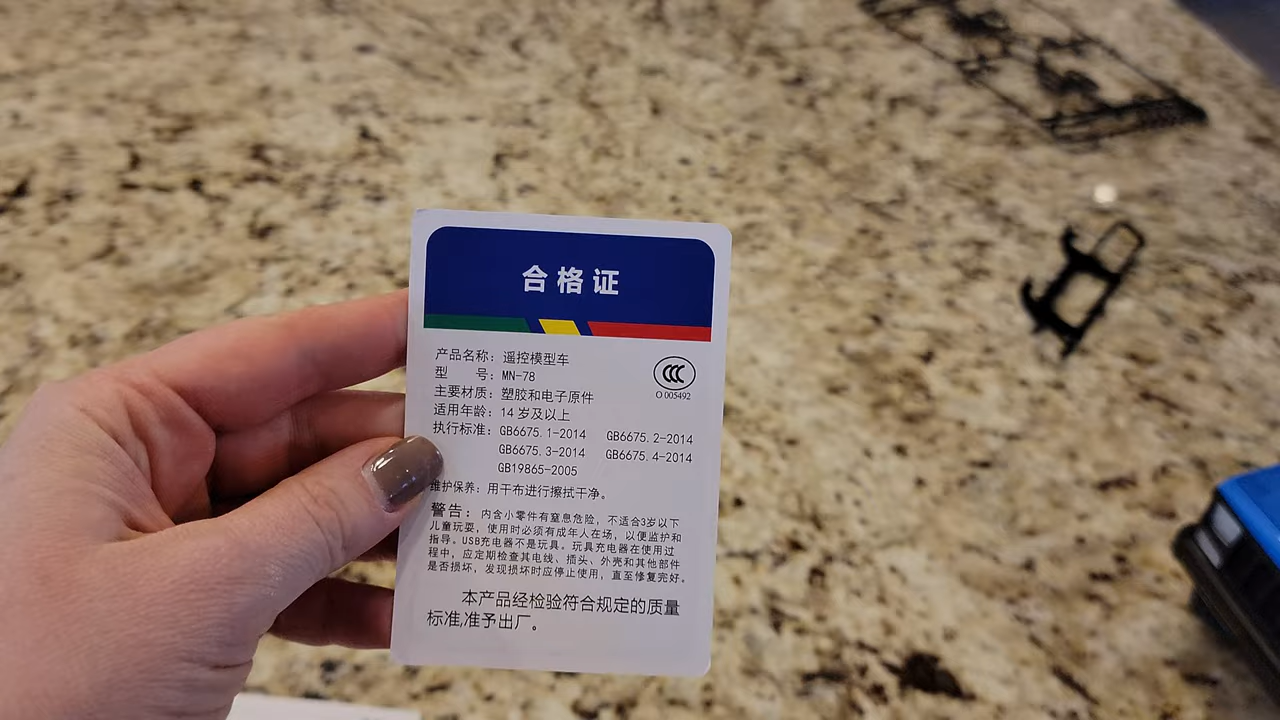 合格证
产品名称：遥控模型车
型 号：MN-78
主要材质：塑胶和电子原件
适用年龄：14 岁及以上
执行标准：GB6675.1-2014 GB6675.2-2014
GB6675.3-2014 GB6675.4-2014
GB19865-2005
CCC
O 005492
维护保养：用干布进行擦拭干净。
警告：内含小零件有窒息危险，不适合3岁以下
儿童玩耍，使用时必须有成年人在场，以便监护和
指导。USB充电器不是玩具。玩具充电器在使用过
程中，应定期检查其电线、插头、外壳和其他部件
是否损坏，发现损坏时应停止使用，直至修复完好。
本产品经检验符合规定的质量
标准,准予出厂。